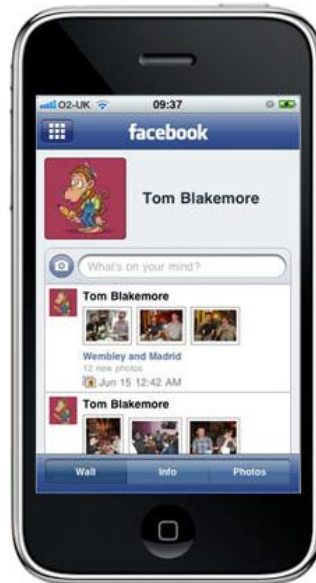 O2-UK 09:37
facebook
Tom Blakemore
What's on your mind?
Tom Blakemore
Wembley and Madrid
12 new photos
Jun 15 12:42 AM
Tom Blakemore
Wall Info Photos